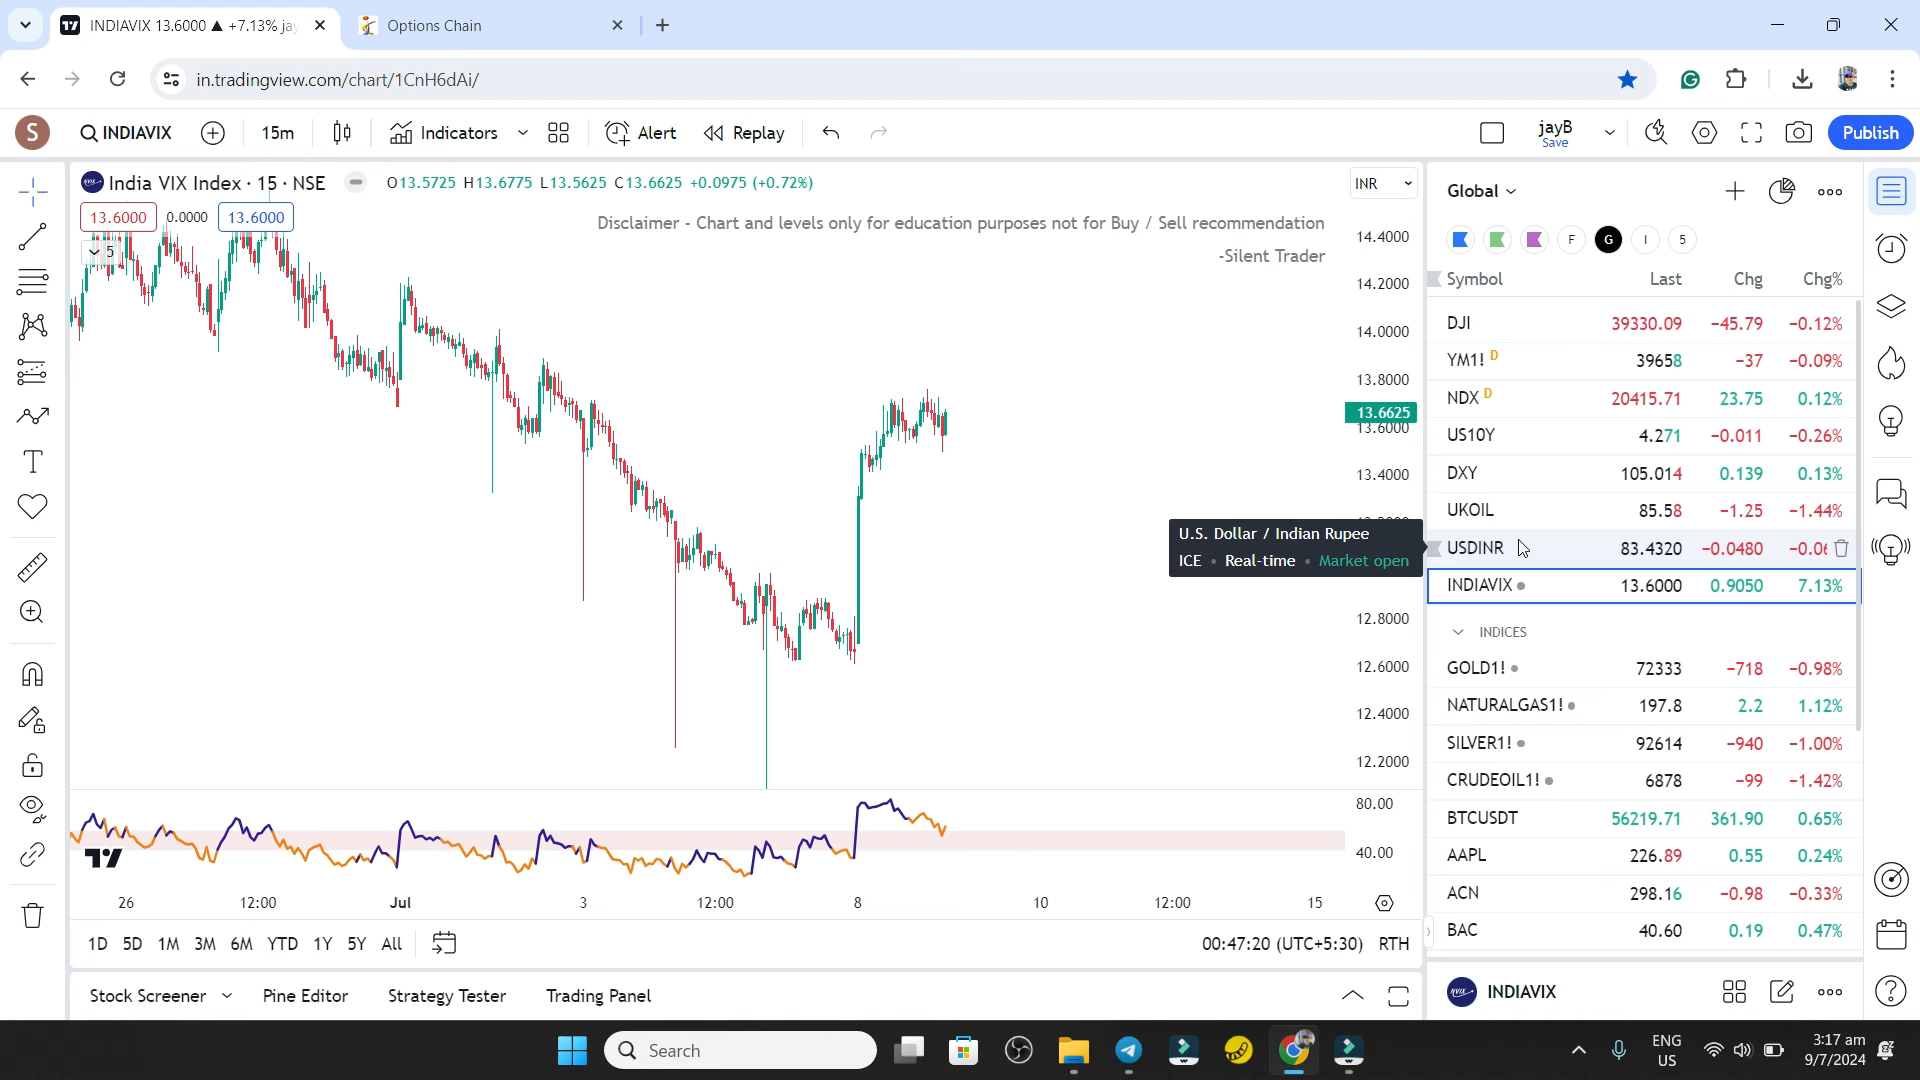 INDIAVIX 13.6000 ▲ +7.13% jay
Options Chain
in.tradingview.com/chart/1CnH6dAi/
S
INDIAVIX
15m
Indicators
Alert
Replay
jayB
Save
Publish
India VIX Index · 15 · NSE
O13.5725 H13.6775 L13.5625 C13.6625 +0.0975 (+0.72%)
INR
13.6000 0.0000 13.6000
5
Disclaimer - Chart and levels only for education purposes not for Buy / Sell recommendation
-Silent Trader
14.4000
14.2000
14.0000
13.8000
13.6625
13.6000
13.4000
12.8000
12.6000
12.4000
12.2000
80.00
40.00
U.S. Dollar / Indian Rupee
ICE • Real-time • Market open
26 12:00 Jul 3 12:00 8 10 12:00 15
1D 5D 1M 3M 6M YTD 1Y 5Y All
00:47:20 (UTC+5:30) RTH
Stock Screener Pine Editor Strategy Tester Trading Panel
Global
F G I 5
Symbol Last Chg Chg%
DJI 39330.09 −45.79 −0.12%
YM1! D 39658 −37 −0.09%
NDX D 20415.71 23.75 0.12%
US10Y 4.271 −0.011 −0.26%
DXY 105.014 0.139 0.13%
UKOIL 85.58 −1.25 −1.44%
USDINR 83.4320 −0.0480 −0.06
INDIAVIX 13.6000 0.9050 7.13%
INDICES
GOLD1! 72333 −718 −0.98%
NATURALGAS1! 197.8 2.2 1.12%
SILVER1! 92614 −940 −1.00%
CRUDEOIL1! 6878 −99 −1.42%
BTCUSDT 56219.71 361.90 0.65%
AAPL 226.89 0.55 0.24%
ACN 298.16 −0.98 −0.33%
BAC 40.60 0.19 0.47%
INDIAVIX
Search
ENG
US
3:17 am
9/7/2024